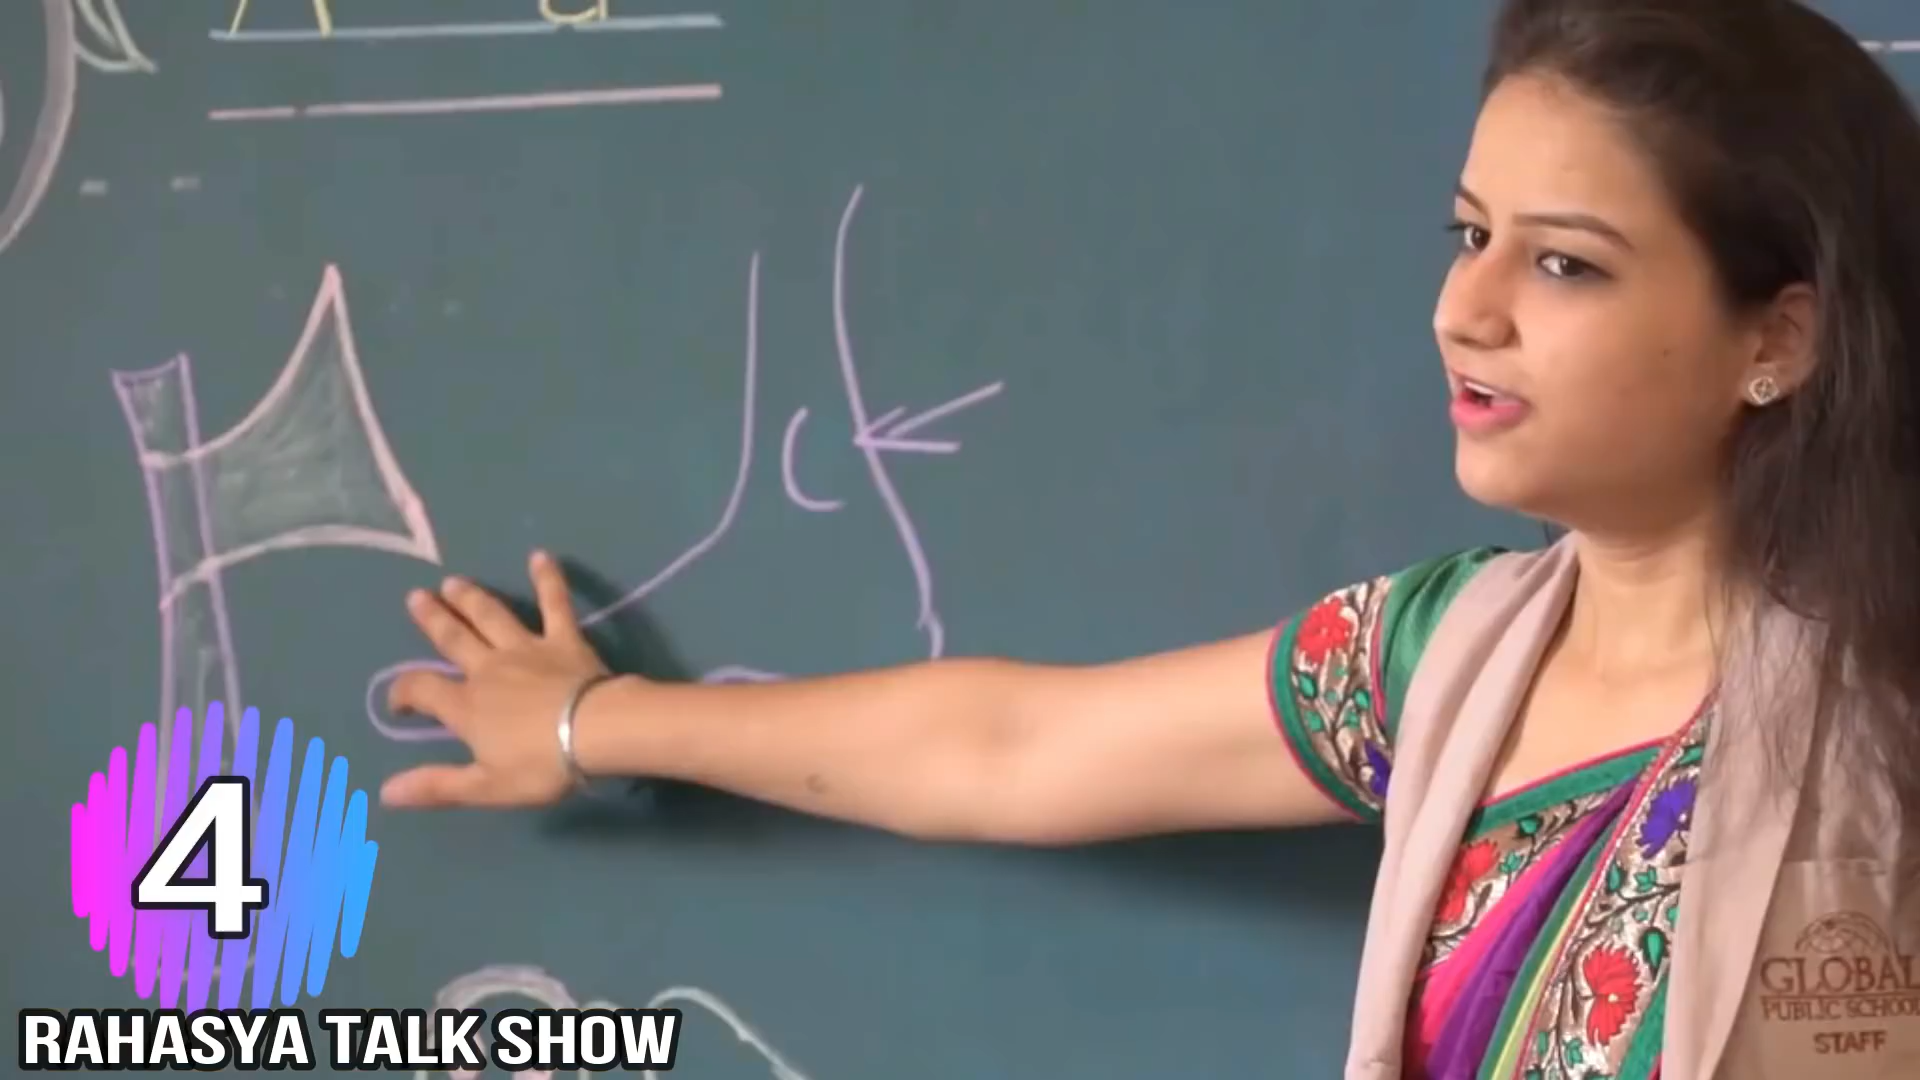 A a
4
RAHASYA TALK SHOW
GLOBAL
PUBLIC SCHOOL
STAFF